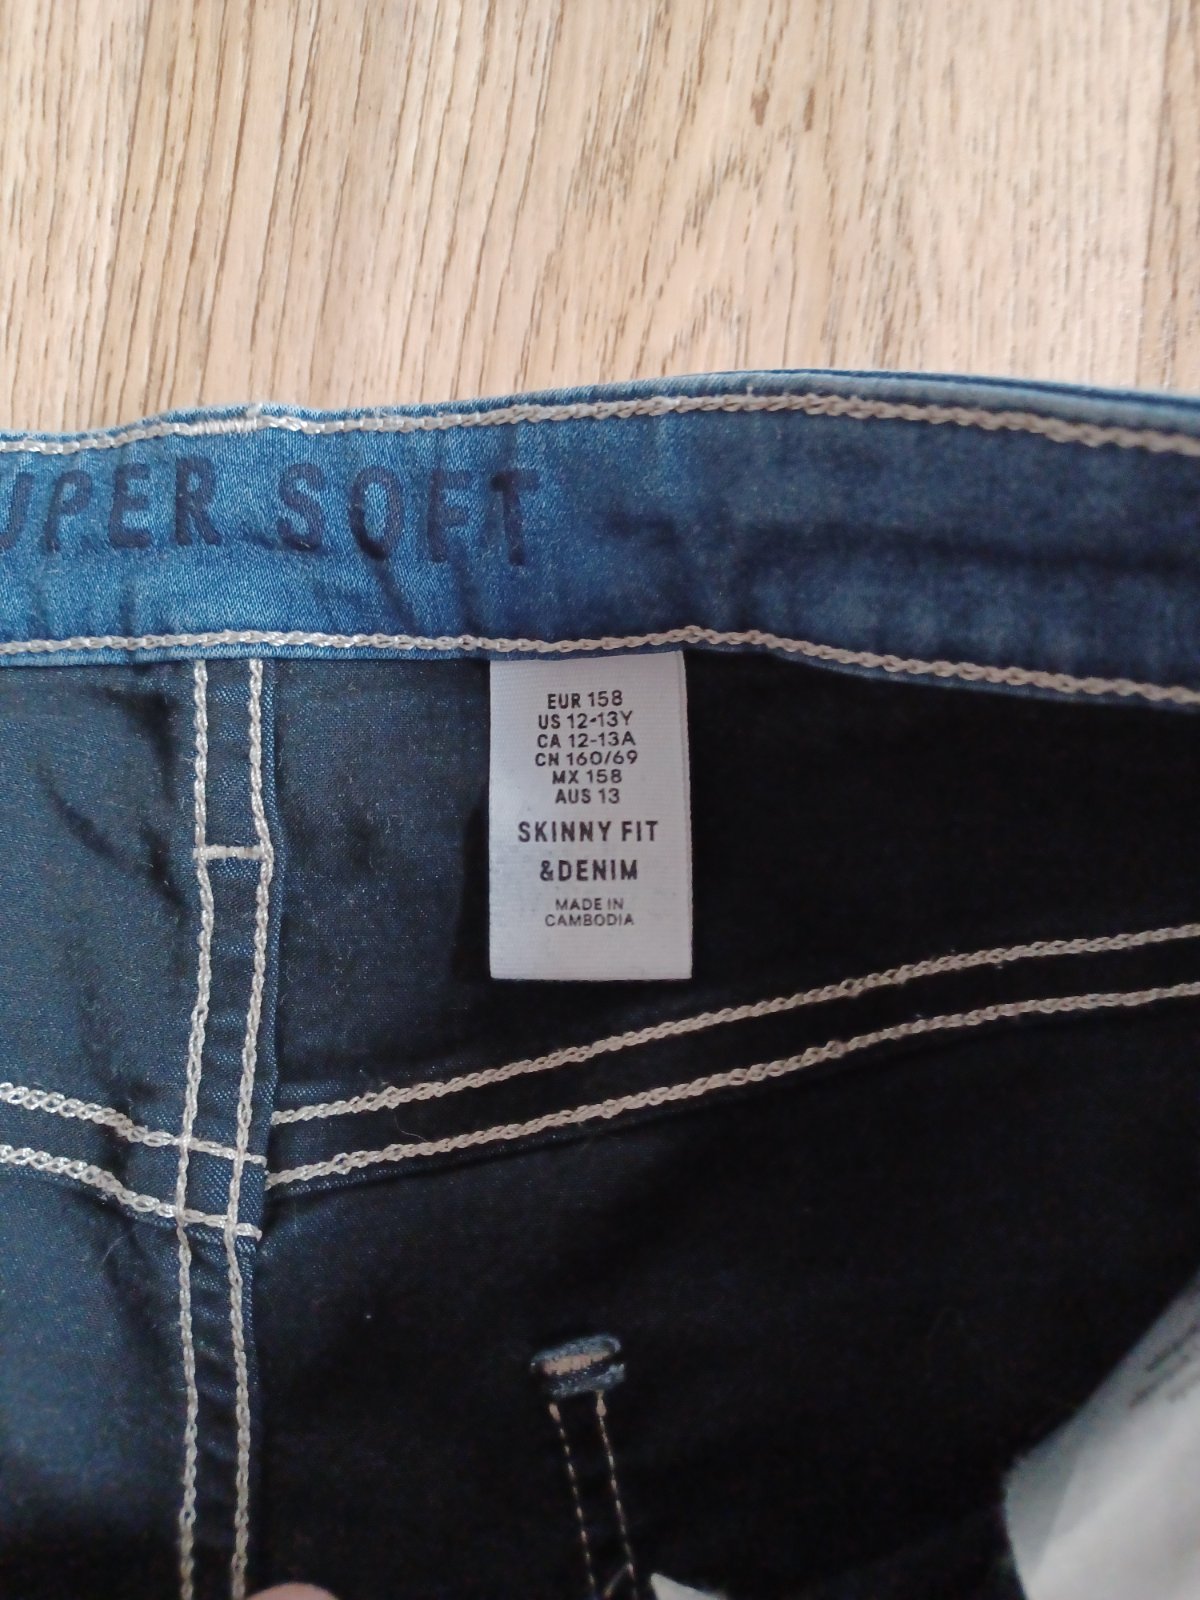 UPER SOFT
EUR 158
US 12-13Y
CA 12-13A
CN 160/69
MX 158
AUS 13
SKINNY FIT
&DENIM
MADE IN
CAMBODIA